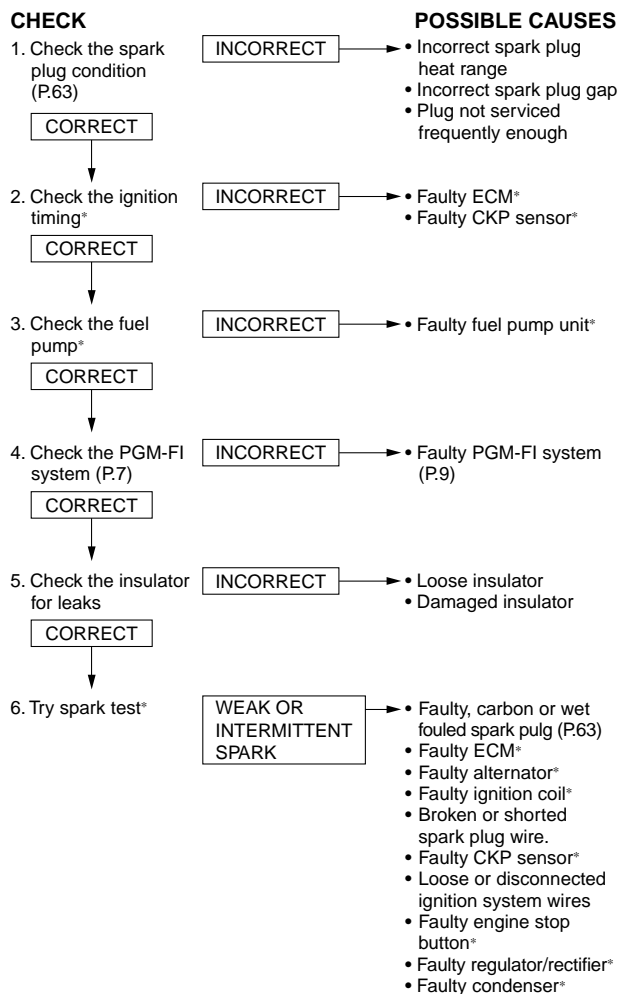 CHECK
POSSIBLE CAUSES
1. Check the spark
plug condition
(P.63)
INCORRECT
• Incorrect spark plug
heat range
• Incorrect spark plug gap
• Plug not serviced
frequently enough
CORRECT
2. Check the ignition
timing*
INCORRECT
• Faulty ECM*
• Faulty CKP sensor*
CORRECT
3. Check the fuel
pump*
INCORRECT
• Faulty fuel pump unit*
CORRECT
4. Check the PGM-FI
system (P.7)
INCORRECT
• Faulty PGM-FI system
(P.9)
CORRECT
5. Check the insulator
for leaks
INCORRECT
• Loose insulator
• Damaged insulator
CORRECT
6. Try spark test*
WEAK OR
INTERMITTENT
SPARK
• Faulty, carbon or wet
fouled spark pulg (P.63)
• Faulty ECM*
• Faulty alternator*
• Faulty ignition coil*
• Broken or shorted
spark plug wire.
• Faulty CKP sensor*
• Loose or disconnected
ignition system wires
• Faulty engine stop
button*
• Faulty regulator/rectifier*
• Faulty condenser*